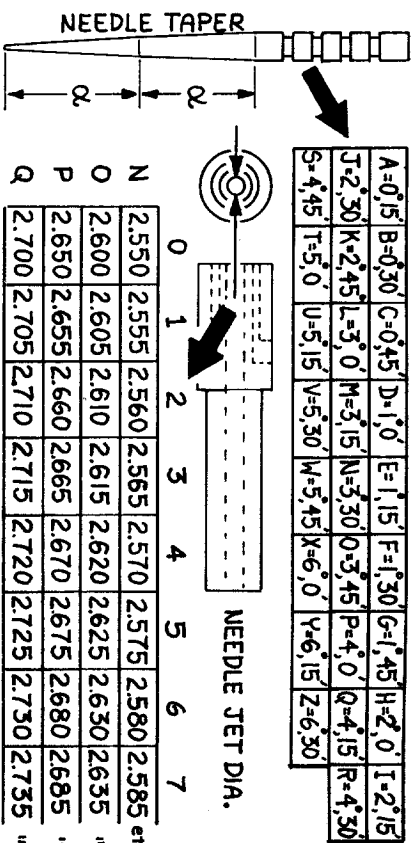 NEEDLE TAPER
α α
A=0°,15' B=0°,30' C=0°,45' D=1°,0' E=1°,15' F=1°,30' G=1°,45' H=2°,0' I=2°,15'
J=2°,30' K=2°,45' L=3°,0' M=3°,15' N=3°,30' O=3°,45' P=4°,0' Q=4°,15' R=4°,30'
S=4°,45' T=5°,0' U=5°,15' V=5°,30' W=5°,45' X=6°,0' Y=6°,15' Z=6°,30'
NEEDLE JET DIA.
0 1 2 3 4 5 6 7
N 2.550 2.555 2.560 2.565 2.570 2.575 2.580 2.585
O 2.600 2.605 2.610 2.615 2.620 2.625 2.630 2.635 "
P 2.650 2.655 2.660 2.665 2.670 2.675 2.680 2.685
Q 2.700 2.705 2.710 2.715 2.720 2.725 2.730 2.735 "